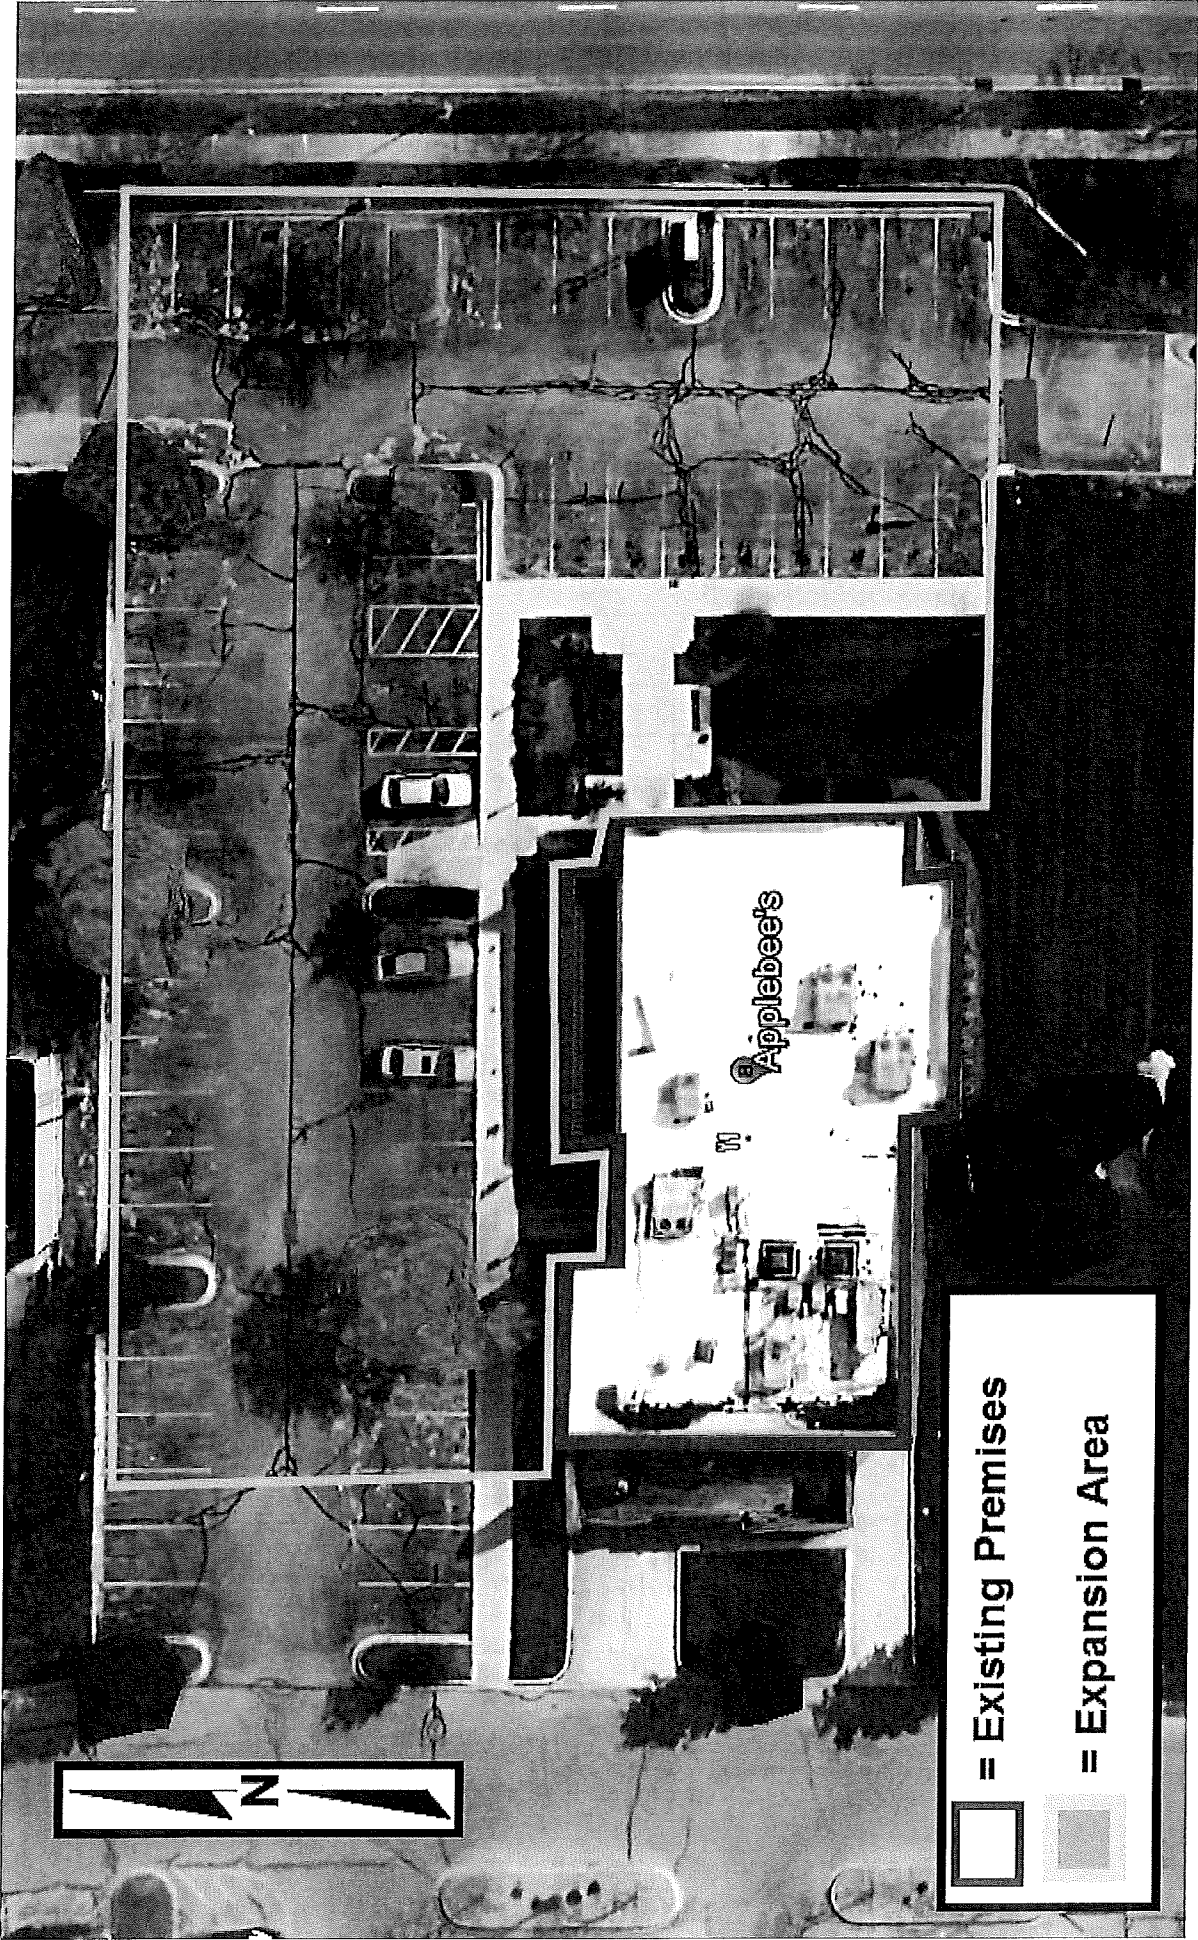 Applebee's
N
= Existing Premises
= Expansion Area